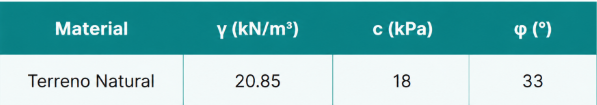 Material γ (kN/m³) c (kPa) φ (°)
Terreno Natural 20.85 18 33